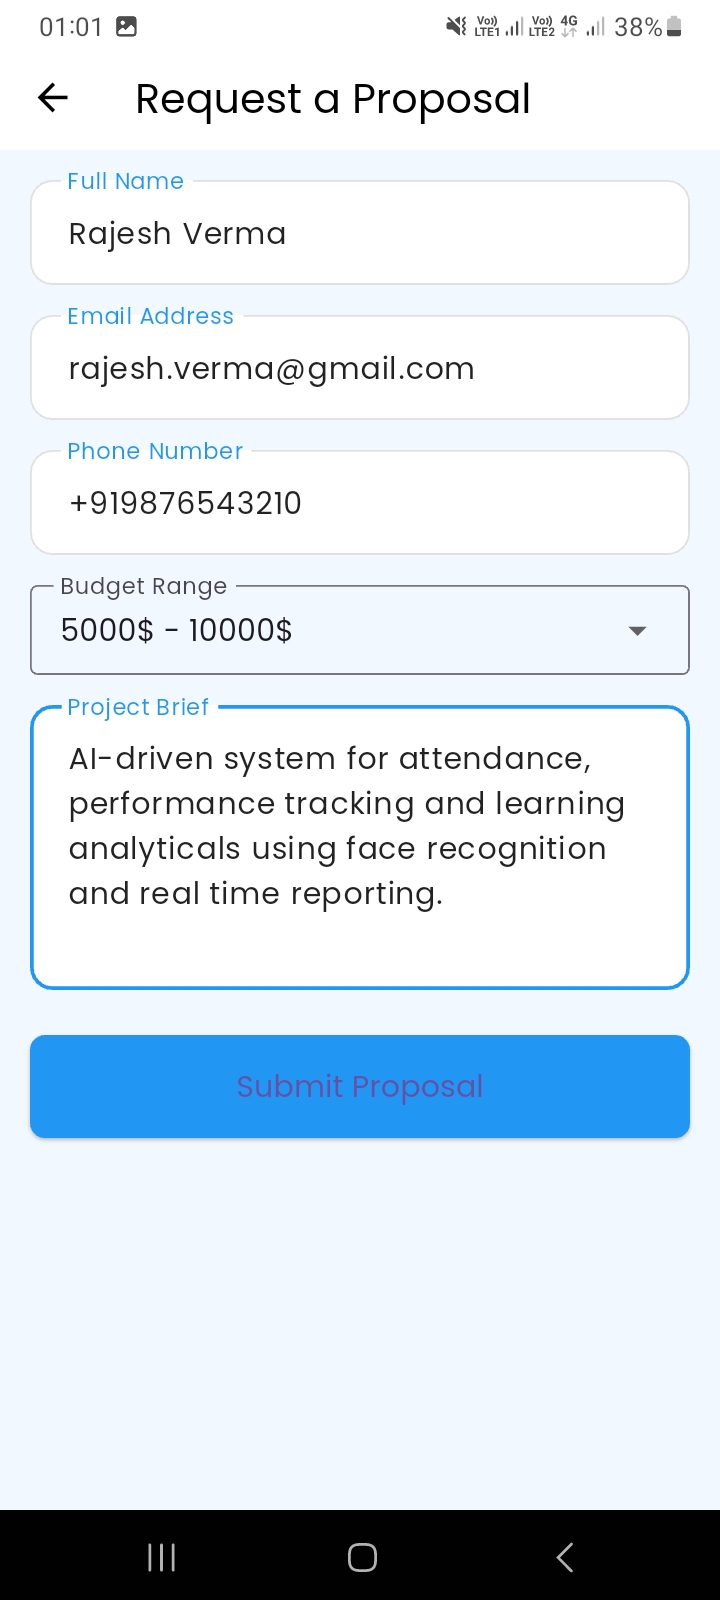 01:01 Vo)) LTE1 Vo)) LTE2 4G 38%
Request a Proposal
Full Name
Rajesh Verma
Email Address
rajesh.verma@gmail.com
Phone Number
+919876543210
Budget Range
5000$ - 10000$
Project Brief
AI-driven system for attendance,
performance tracking and learning
analyticals using face recognition
and real time reporting.
Submit Proposal